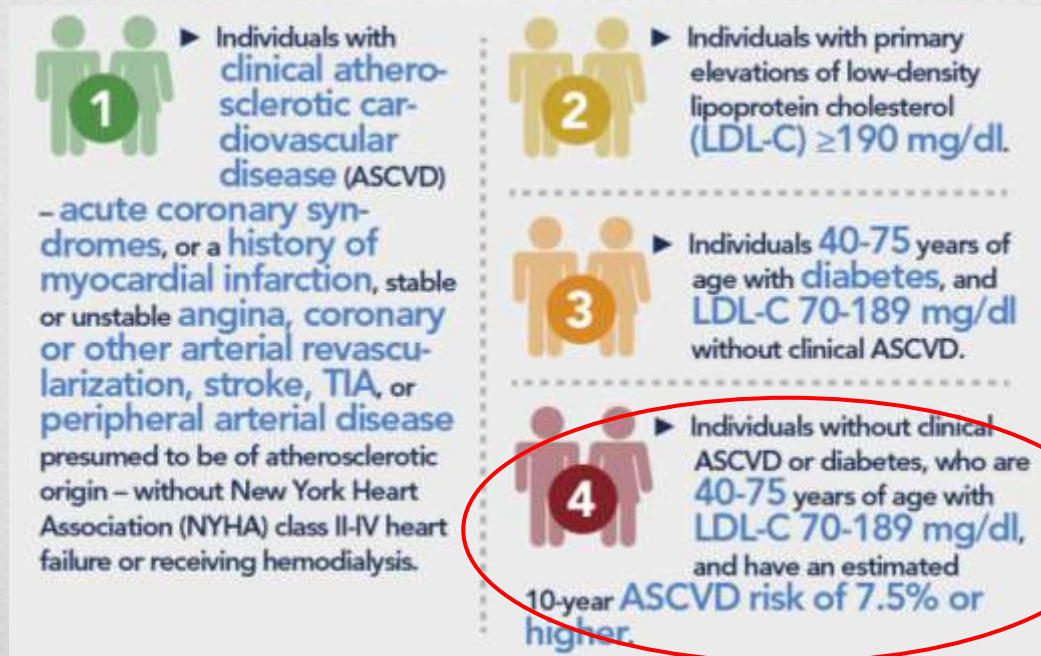 1
► Individuals with
clinical athero-
sclerotic car-
diovascular
disease (ASCVD)
– acute coronary syn-
dromes, or a history of
myocardial infarction, stable
or unstable angina, coronary
or other arterial revascu-
larization, stroke, TIA, or
peripheral arterial disease
presumed to be of atherosclerotic
origin – without New York Heart
Association (NYHA) class II-IV heart
failure or receiving hemodialysis.
2
► Individuals with primary
elevations of low-density
lipoprotein cholesterol
(LDL-C) ≥190 mg/dl.
3
► Individuals 40-75 years of
age with diabetes, and
LDL-C 70-189 mg/dl
without clinical ASCVD.
4
► Individuals without clinical
ASCVD or diabetes, who are
40-75 years of age with
LDL-C 70-189 mg/dl,
and have an estimated
10-year ASCVD risk of 7.5% or
higher.